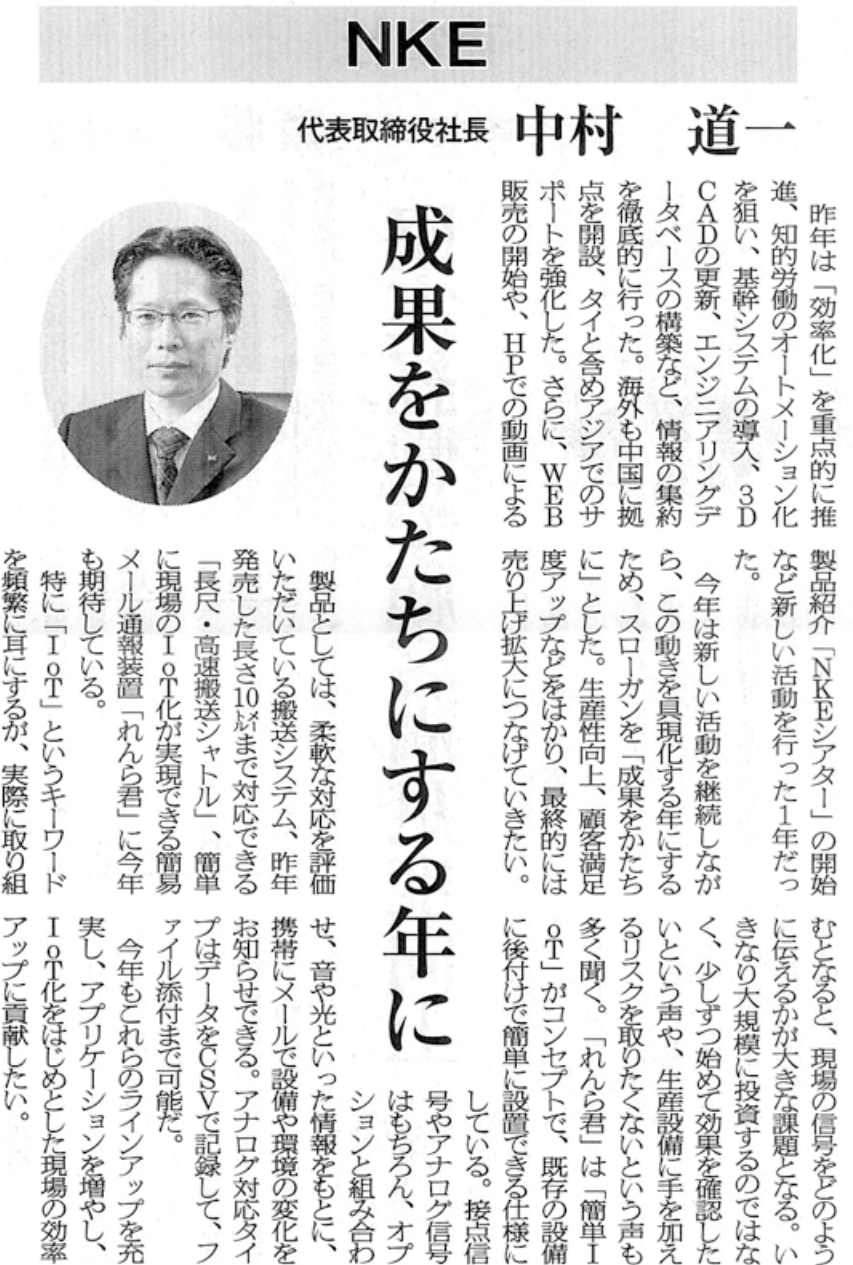 NKE
代表取締役社長 中村 道一
成果をかたちにする年に
昨年は「効率化」を重点的に推
進、知的労働のオートメーション化
を狙い、基幹システムの導入、3D
CADの更新、エンジニアリングデ
ータベースの構築など、情報の集約
を徹底的に行った。海外も中国に拠
点を開設、タイと含めアジアでのサ
ポートを強化した。さらに、WEB
販売の開始や、HPでの動画による
製品紹介「NKEシアター」の開始
など新しい活動を行った1年だっ
た。
今年は新しい活動を継続しなが
ら、この動きを具現化する年にする
ため、スローガンを「成果をかたち
に」とした。生産性向上、顧客満足
度アップなどをはかり、最終的には
売り上げ拡大につなげていきたい。
製品としては、柔軟な対応を評価
いただいている搬送システム、昨年
発売した長さ10㍍まで対応できる
「長尺・高速搬送シャトル」、簡単
に現場のIoT化が実現できる簡易
メール通報装置「れんら君」に今年
も期待している。
特に「IoT」というキーワード
を頻繁に耳にするが、実際に取り組
むとなると、現場の信号をどのよう
に伝えるかが大きな課題となる。い
きなり大規模に投資するのではな
く、少しずつ始めて効果を確認した
いという声や、生産設備に手を加え
るリスクを取りたくないという声も
多く聞く。「れんら君」は「簡単I
oT」がコンセプトで、既存の設備
に後付けで簡単に設置できる仕様に
している。接点信
号やアナログ信号
はもちろん、オプ
ションと組み合わ
せ、音や光といった情報をもとに、
携帯にメールで設備や環境の変化を
お知らせできる。アナログ対応タイ
プはデータをCSVで記録して、フ
ァイル添付まで可能だ。
今年もこれらのラインアップを充
実し、アプリケーションを増やし、
IoT化をはじめとした現場の効率
アップに貢献したい。